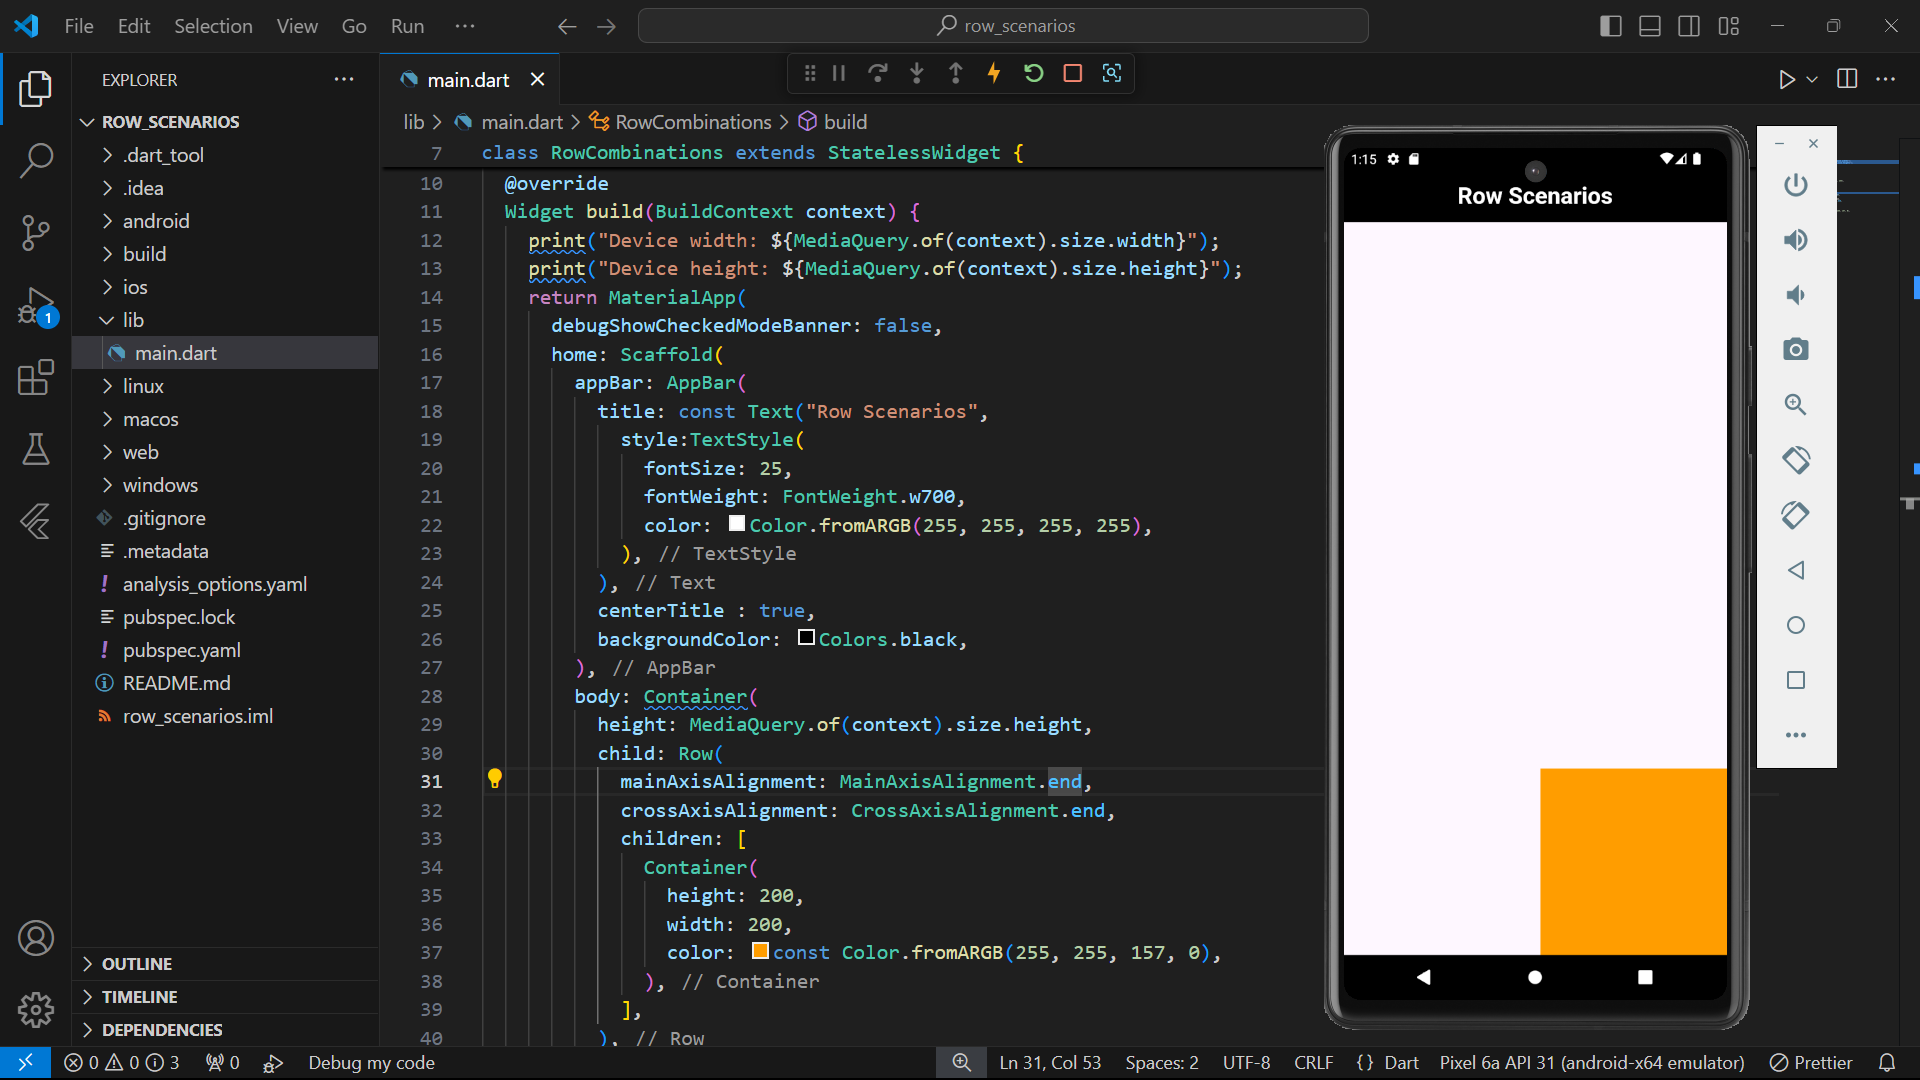 File Edit Selection View Go Run ··· row_scenarios
EXPLORER ···
ROW_SCENARIOS
.dart_tool
.idea
android
build
ios
lib
main.dart
linux
macos
web
windows
.gitignore
.metadata
! analysis_options.yaml
pubspec.lock
! pubspec.yaml
README.md
row_scenarios.iml
OUTLINE
TIMELINE
DEPENDENCIES
1
main.dart
lib > main.dart > RowCombinations > build
7 class RowCombinations extends StatelessWidget {
10 @override
11 Widget build(BuildContext context) {
12 print("Device width: ${MediaQuery.of(context).size.width}");
13 print("Device height: ${MediaQuery.of(context).size.height}");
14 return MaterialApp(
15 debugShowCheckedModeBanner: false,
16 home: Scaffold(
17 appBar: AppBar(
18 title: const Text("Row Scenarios",
19 style:TextStyle(
20 fontSize: 25,
21 fontWeight: FontWeight.w700,
22 color: Color.fromARGB(255, 255, 255, 255),
23 ), // TextStyle
24 ), // Text
25 centerTitle : true,
26 backgroundColor: Colors.black,
27 ), // AppBar
28 body: Container(
29 height: MediaQuery.of(context).size.height,
30 child: Row(
31 mainAxisAlignment: MainAxisAlignment.end,
32 crossAxisAlignment: CrossAxisAlignment.end,
33 children: [
34 Container(
35 height: 200,
36 width: 200,
37 color: const Color.fromARGB(255, 255, 157, 0),
38 ), // Container
39 ],
40 ), // Row
1:15
Row Scenarios
0 0 3 0 Debug my code Ln 31, Col 53 Spaces: 2 UTF-8 CRLF {} Dart Pixel 6a API 31 (android-x64 emulator) Prettier